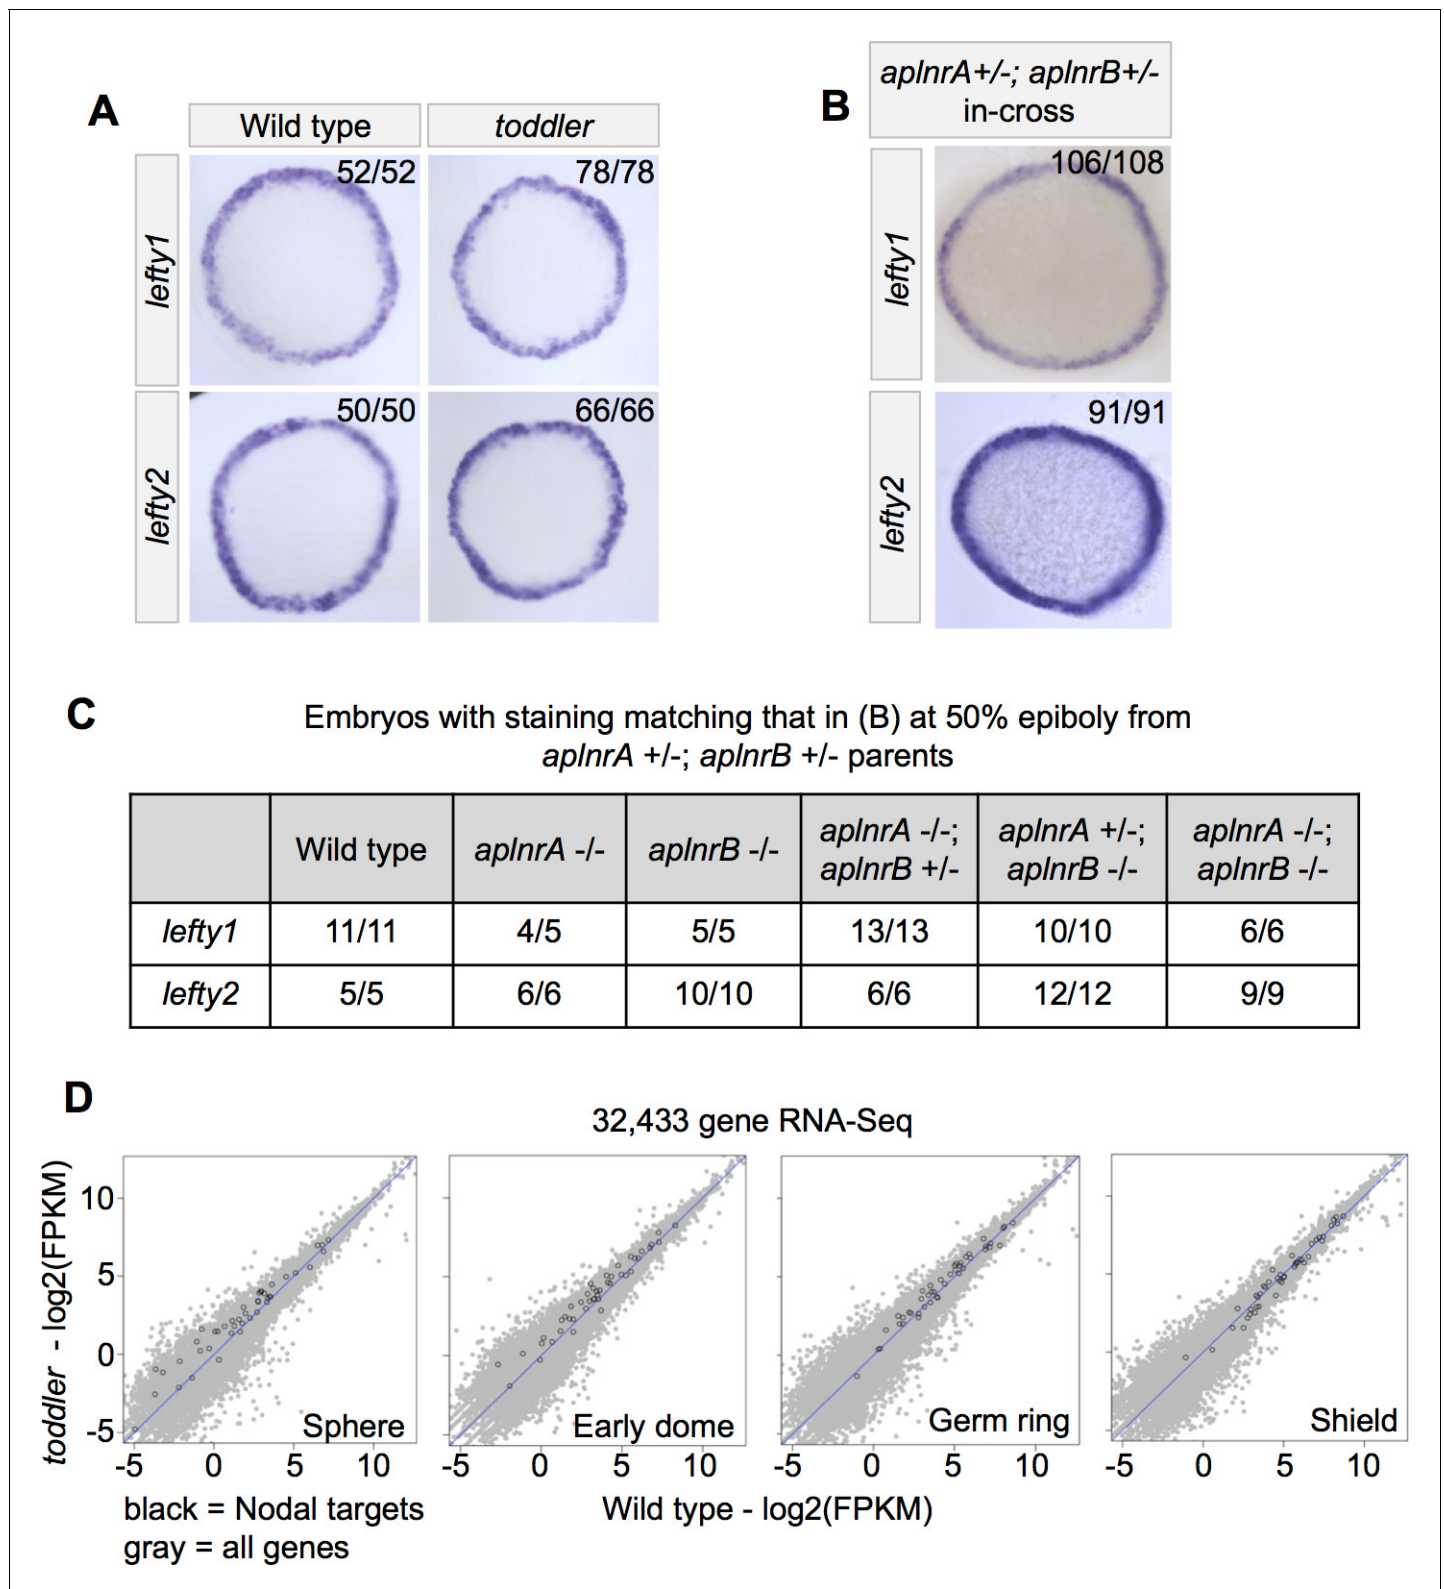 A
Wild type
toddler
lefty1
52/52
78/78
lefty2
50/50
66/66
B
aplnrA+/-; aplnrB+/-
in-cross
lefty1
106/108
lefty2
91/91
C
Embryos with staining matching that in (B) at 50% epiboly from
aplnrA +/-; aplnrB +/- parents
Wild type
aplnrA -/-
aplnrB -/-
aplnrA -/-;
aplnrB +/-
aplnrA +/-;
aplnrB -/-
aplnrA -/-;
aplnrB -/-
lefty1 11/11 4/5 5/5 13/13 10/10 6/6
lefty2 5/5 6/6 10/10 6/6 12/12 9/9
D
32,433 gene RNA-Seq
toddler - log2(FPKM)
10
5
0
-5
Sphere
Early dome
Germ ring
Shield
-5 0 5 10
-5 0 5 10
-5 0 5 10
-5 0 5 10
black = Nodal targets
gray = all genes
Wild type - log2(FPKM)